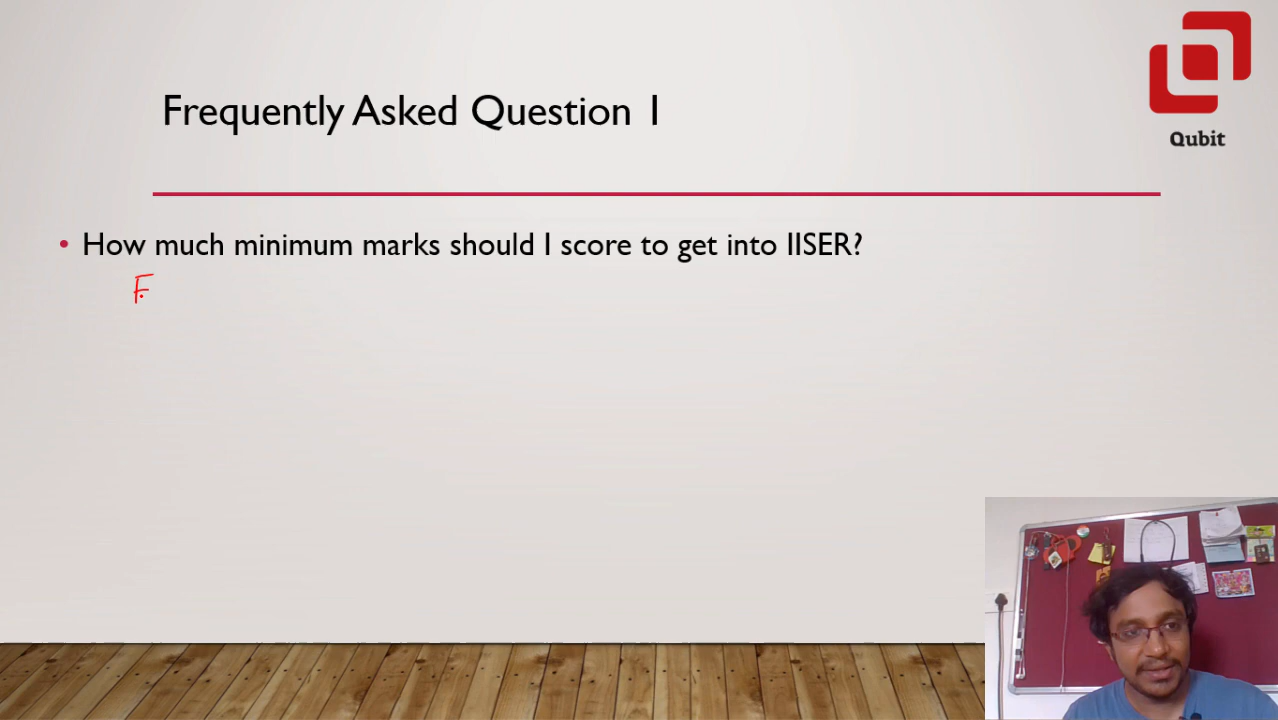 Frequently Asked Question 1
Qubit
• How much minimum marks should I score to get into IISER?
F